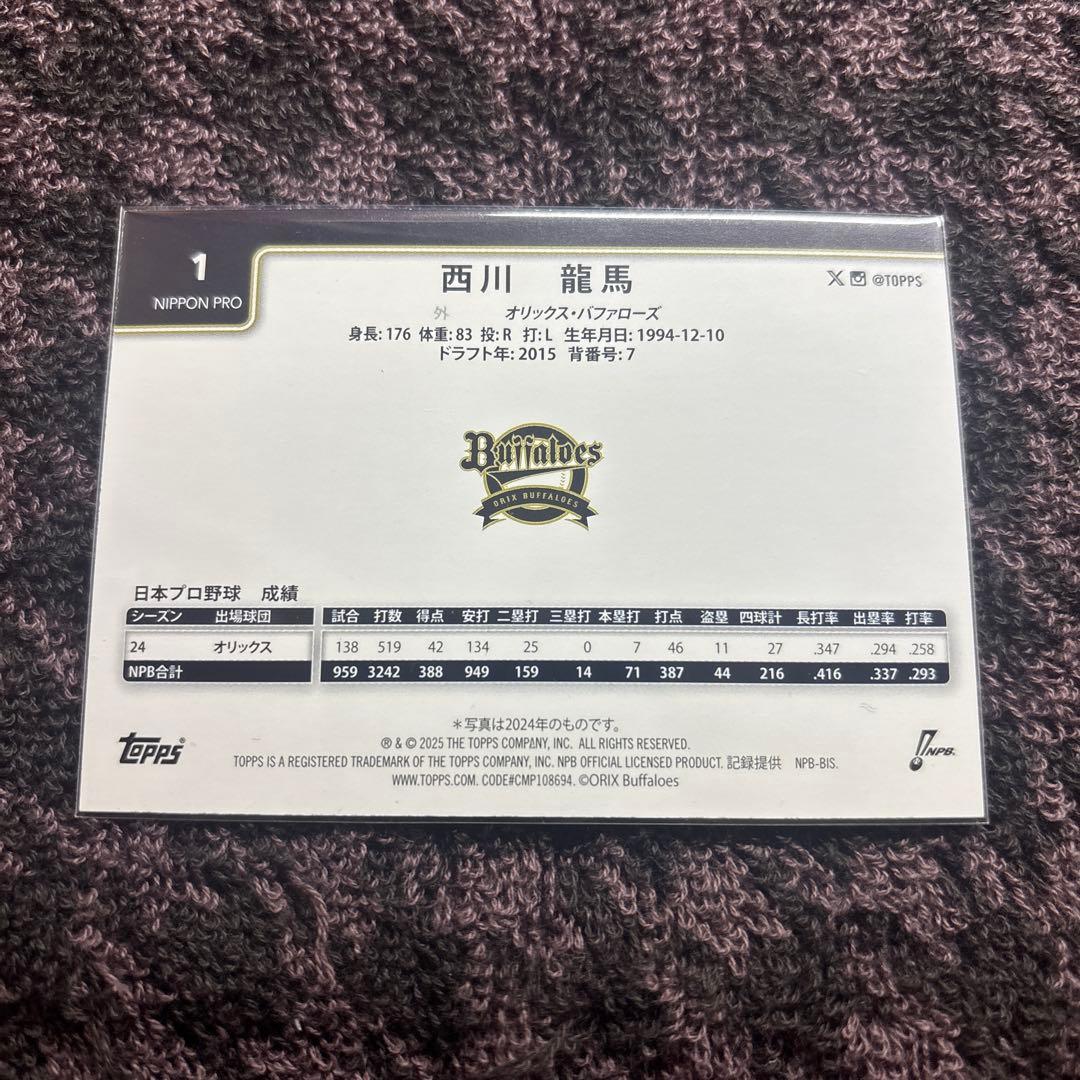 1
NIPPON PRO
西川 龍馬
@TOPPS
外 オリックス・バファローズ
身長: 176 体重: 83 投: R 打: L 生年月日: 1994-12-10
ドラフト年: 2015 背番号: 7
Buffaloes
ORIX BUFFALOES
日本プロ野球 成績
シーズン 出場球団 試合 打数 得点 安打 二塁打 三塁打 本塁打 打点 盗塁 四球計 長打率 出塁率 打率
24 オリックス 138 519 42 134 25 0 7 46 11 27 .347 .294 .258
NPB合計 959 3242 388 949 159 14 71 387 44 216 .416 .337 .293
＊写真は2024年のものです。
® & © 2025 THE TOPPS COMPANY, INC. ALL RIGHTS RESERVED.
TOPPS IS A REGISTERED TRADEMARK OF THE TOPPS COMPANY, INC. NPB OFFICIAL LICENSED PRODUCT. 記録提供 NPB-BIS.
WWW.TOPPS.COM. CODE#CMP108694. ©ORIX Buffaloes
TOPPS®
NPB.